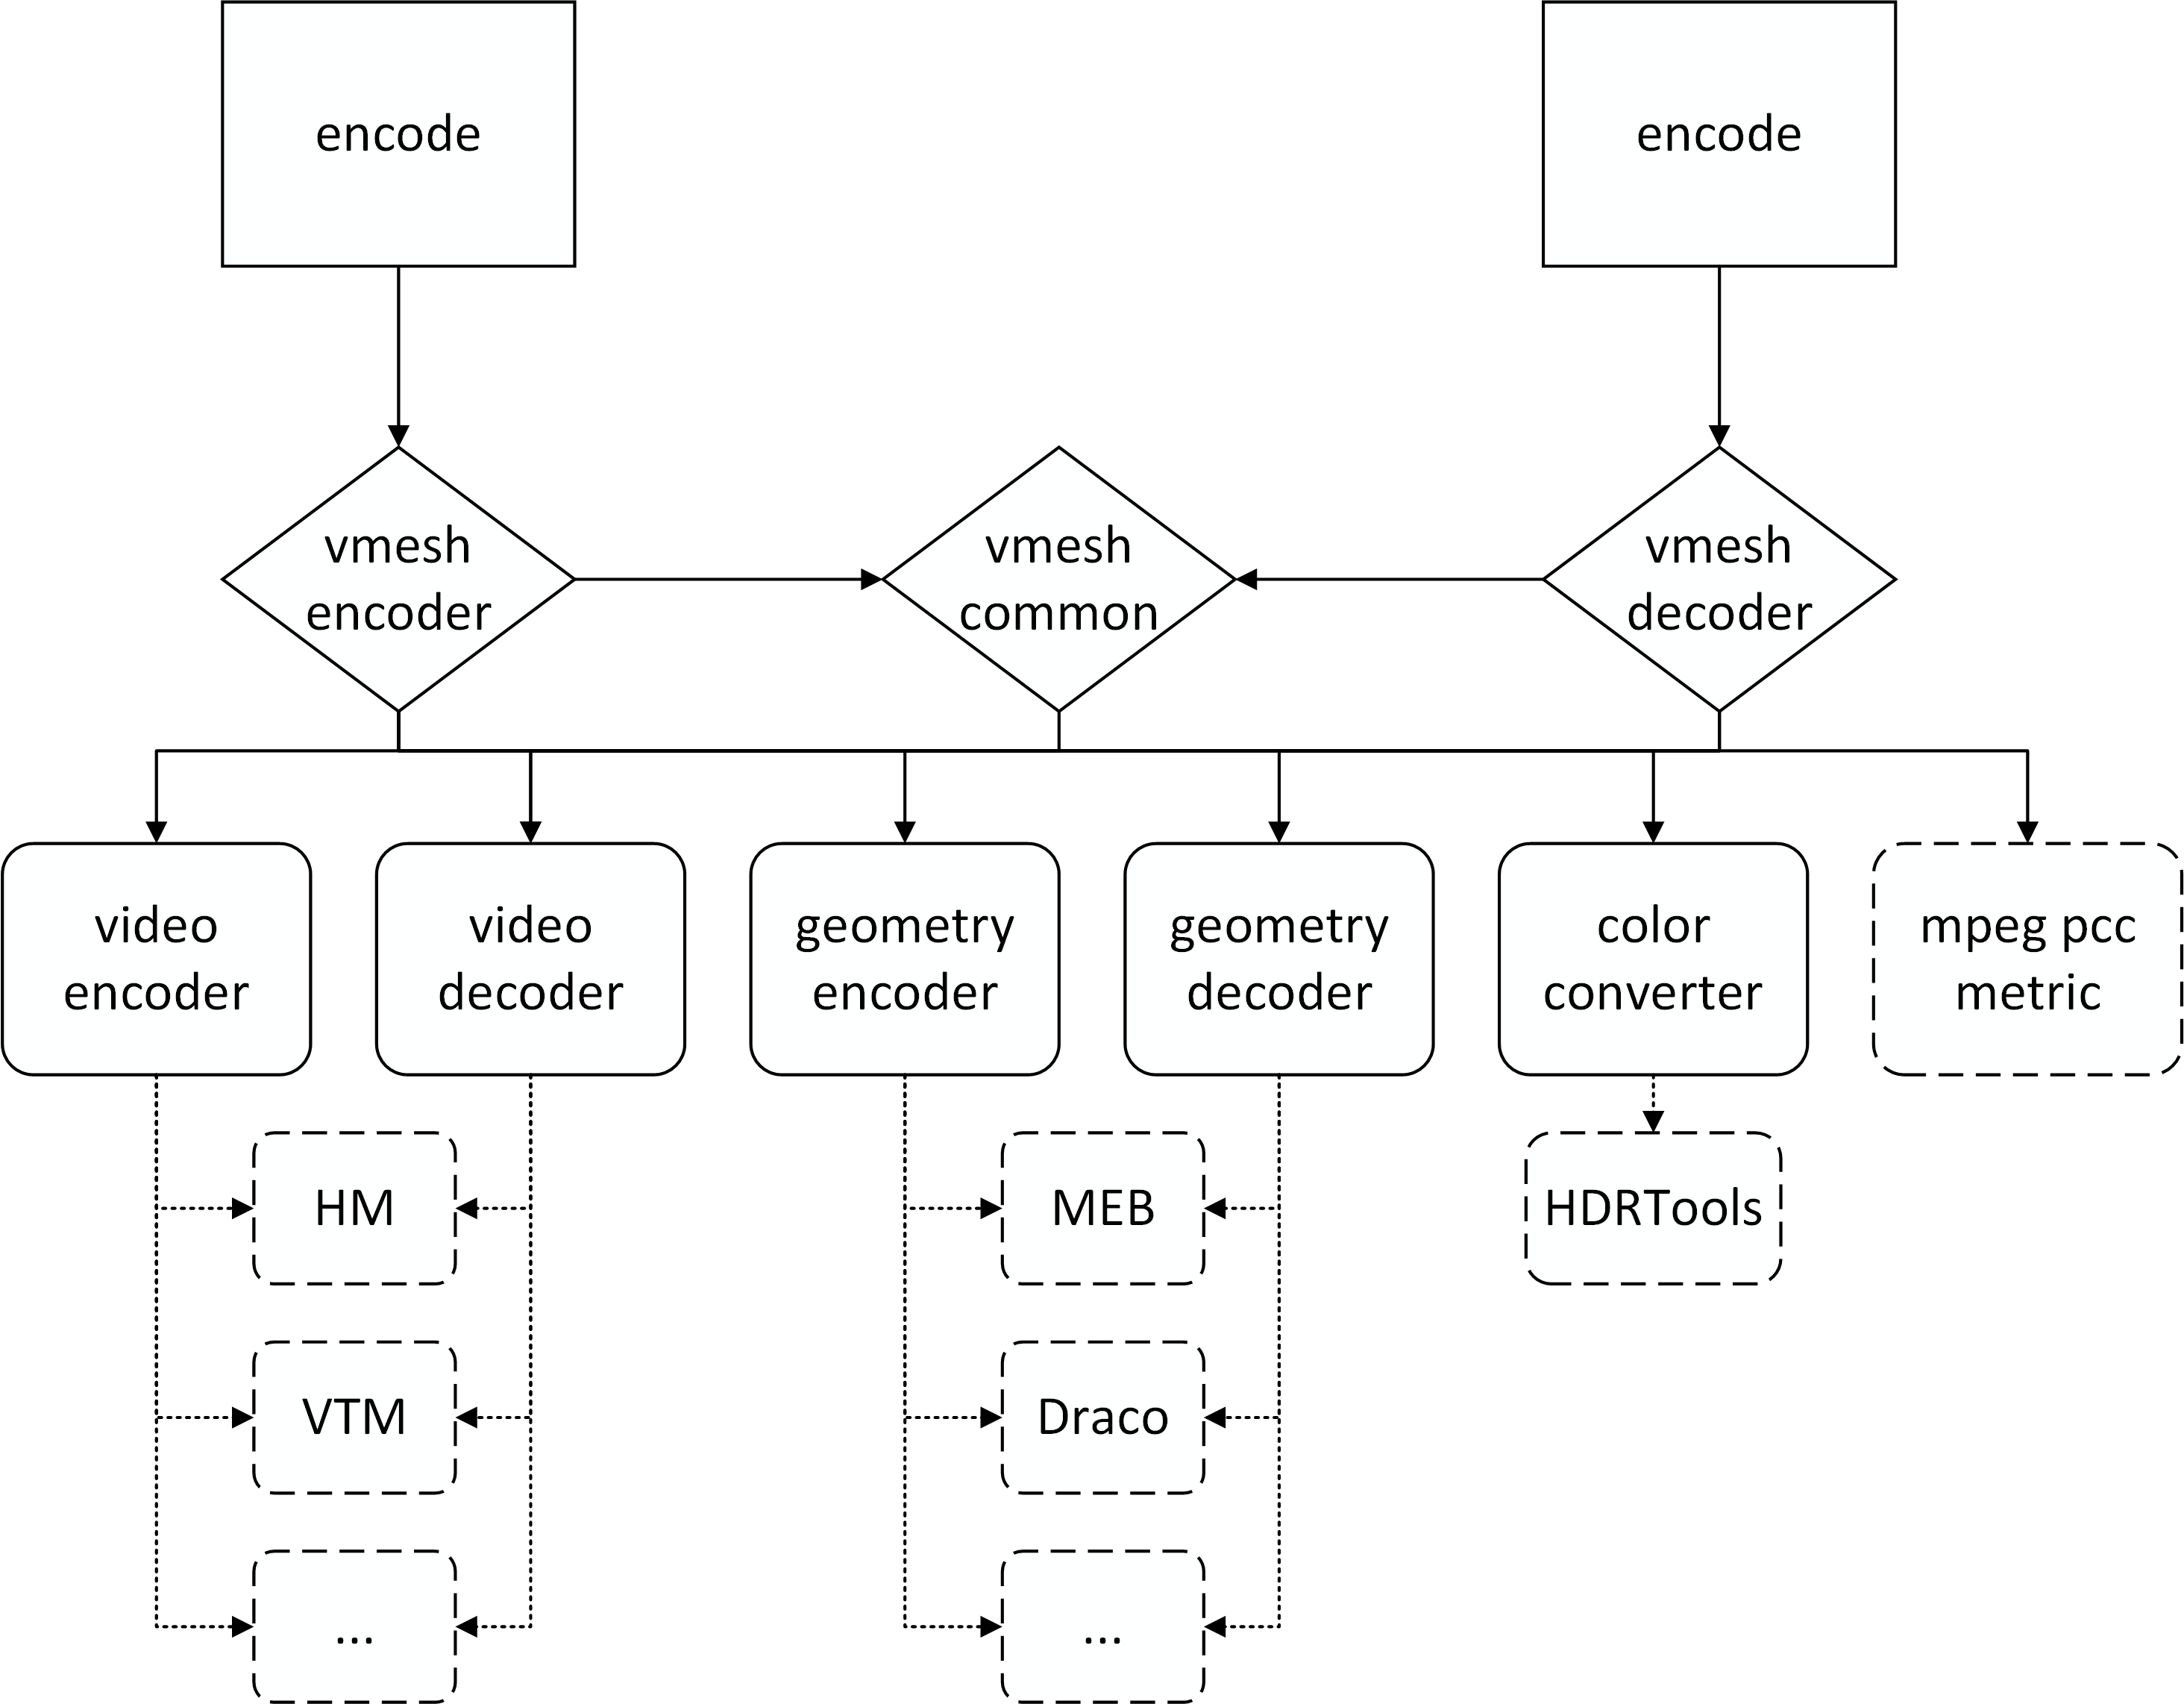 encode
encode
vmesh
encoder
vmesh
common
vmesh
decoder
video
encoder
video
decoder
geometry
encoder
geometry
decoder
color
converter
mpeg pcc
metric
HM
MEB
HDRTools
VTM
Draco
...
...